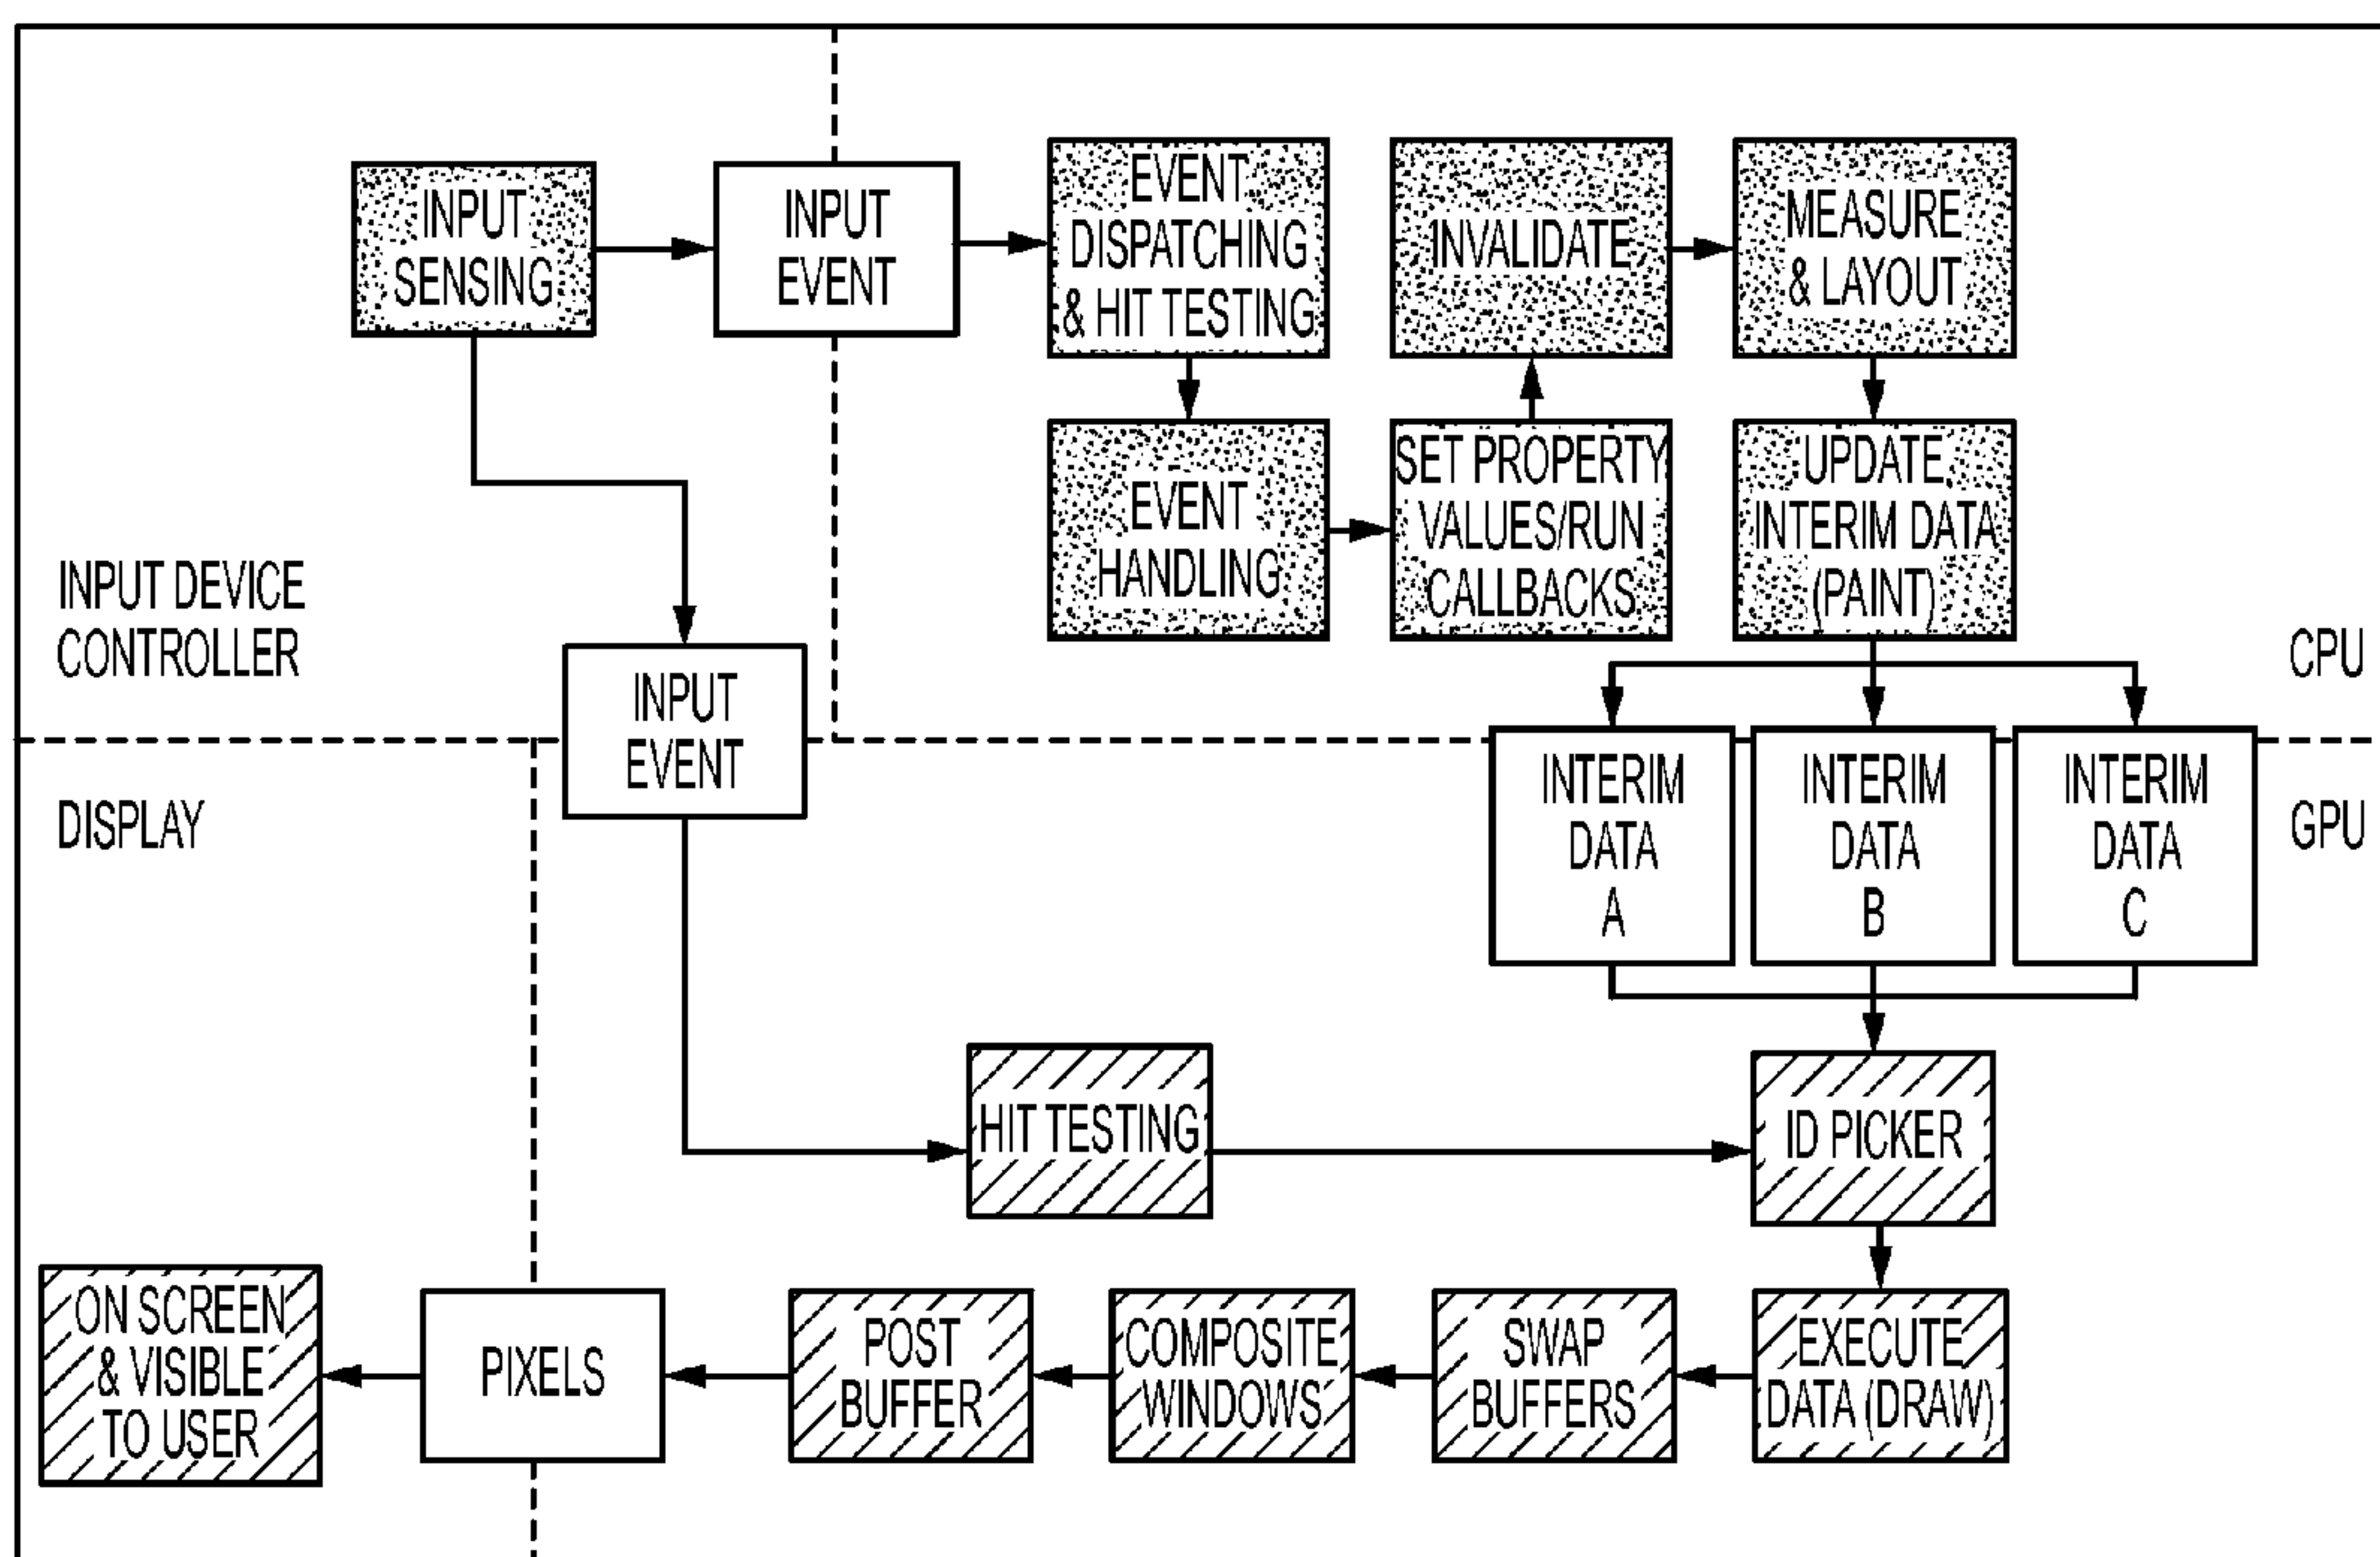 INPUT
SENSING
INPUT
EVENT
EVENT
DISPATCHING
& HIT TESTING
INVALIDATE
MEASURE
& LAYOUT
EVENT
HANDLING
SET PROPERTY
VALUES/RUN
CALLBACKS
UPDATE
INTERIM DATA
(PAINT)
INPUT DEVICE
CONTROLLER
CPU
INPUT
EVENT
DISPLAY
INTERIM
DATA
A
INTERIM
DATA
B
INTERIM
DATA
C
GPU
HIT TESTING
ID PICKER
ON SCREEN
& VISIBLE
TO USER
PIXELS
POST
BUFFER
COMPOSITE
WINDOWS
SWAP
BUFFERS
EXECUTE
DATA (DRAW)